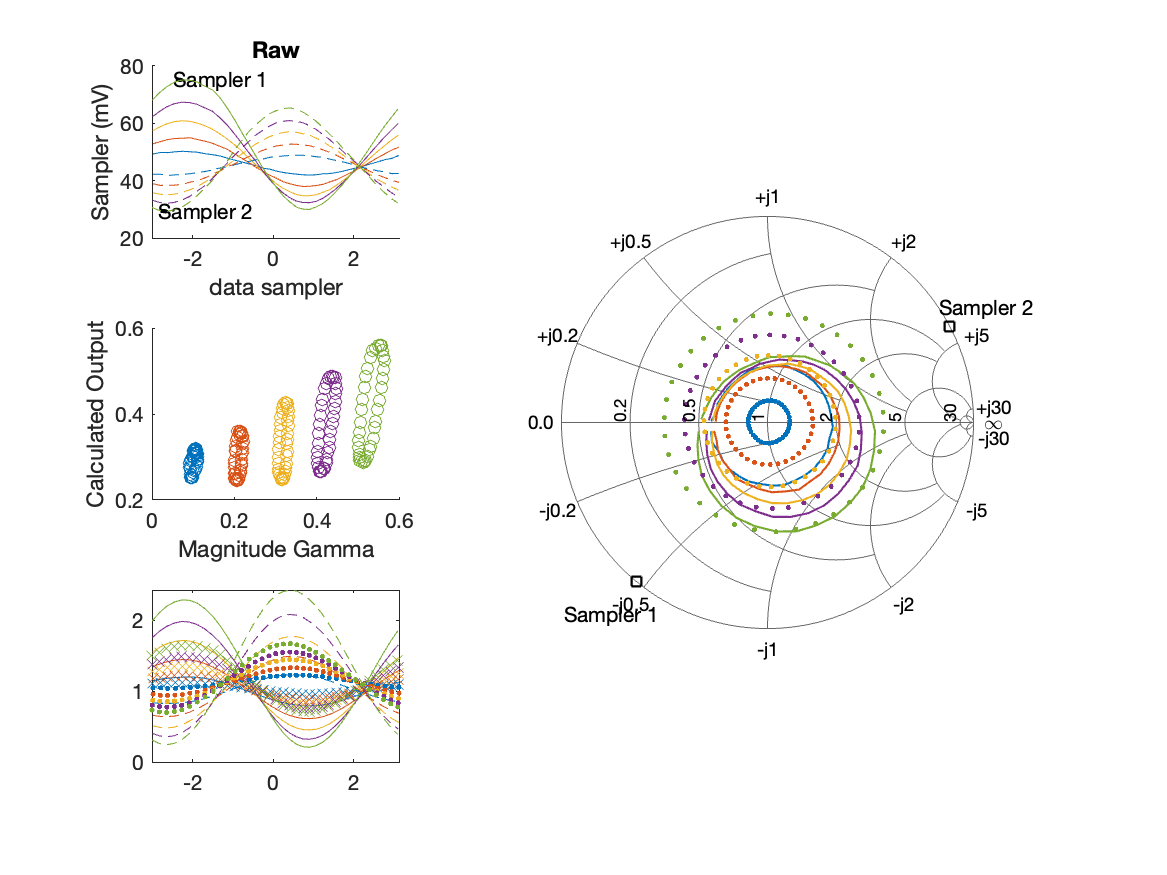 Raw
80
60
40
20
Sampler (mV)
Sampler 1
Sampler 2
-2
0
2
data sampler
0.6
0.4
0.2
Calculated Output
0
0.2
0.4
0.6
Magnitude Gamma
2
1
0
-2
0
2
+j1
+j0.5
+j2
Sampler 2
+j0.2
+j5
0.0
0.2
0.5
1
2
5
30
+j30
∞
-j30
-j0.2
-j5
-j0.5
Sampler 1
-j2
-j1